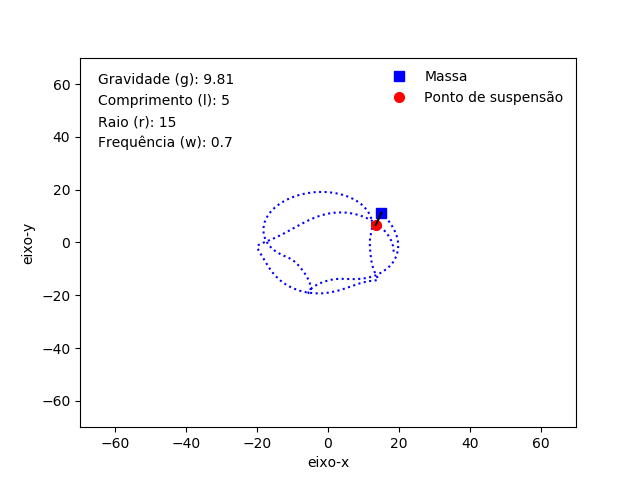 Gravidade (g): 9.81
Comprimento (l): 5
Raio (r): 15
Frequência (w): 0.7
Massa
Ponto de suspensão
60
40
20
0
−20
−40
−60
eixo-y
−60
−40
−20
0
20
40
60
eixo-x